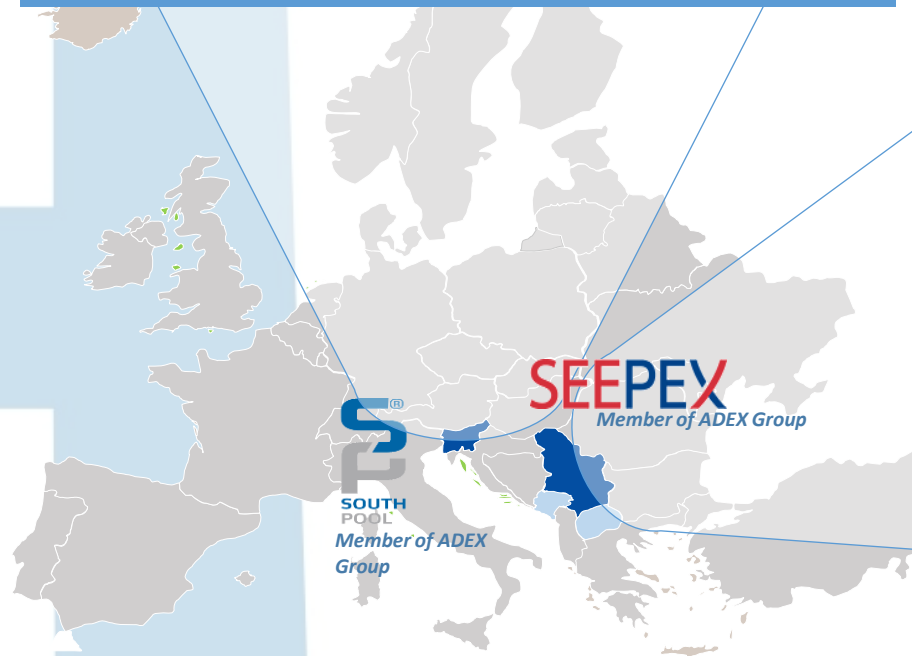 SEEPEX
Member of ADEX Group
®
SOUTH
POOL
Member of ADEX
Group